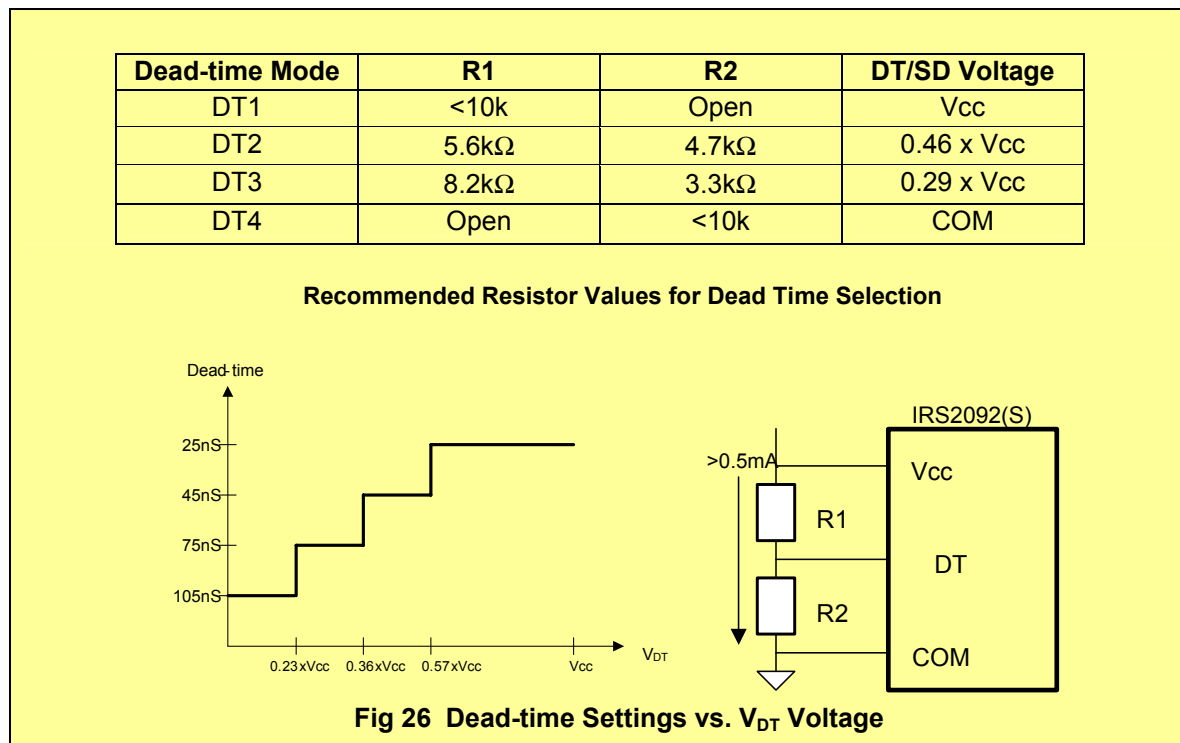 Dead-time Mode R1 R2 DT/SD Voltage
DT1 <10k Open Vcc
DT2 5.6kΩ 4.7kΩ 0.46 x Vcc
DT3 8.2kΩ 3.3kΩ 0.29 x Vcc
DT4 Open <10k COM
Recommended Resistor Values for Dead Time Selection
Dead-time
25nS
45nS
75nS
105nS
0.23xVcc 0.36xVcc 0.57xVcc Vcc
VDT
IRS2092(S)
>0.5mA
Vcc
R1
DT
R2
COM
Fig 26 Dead-time Settings vs. VDT Voltage